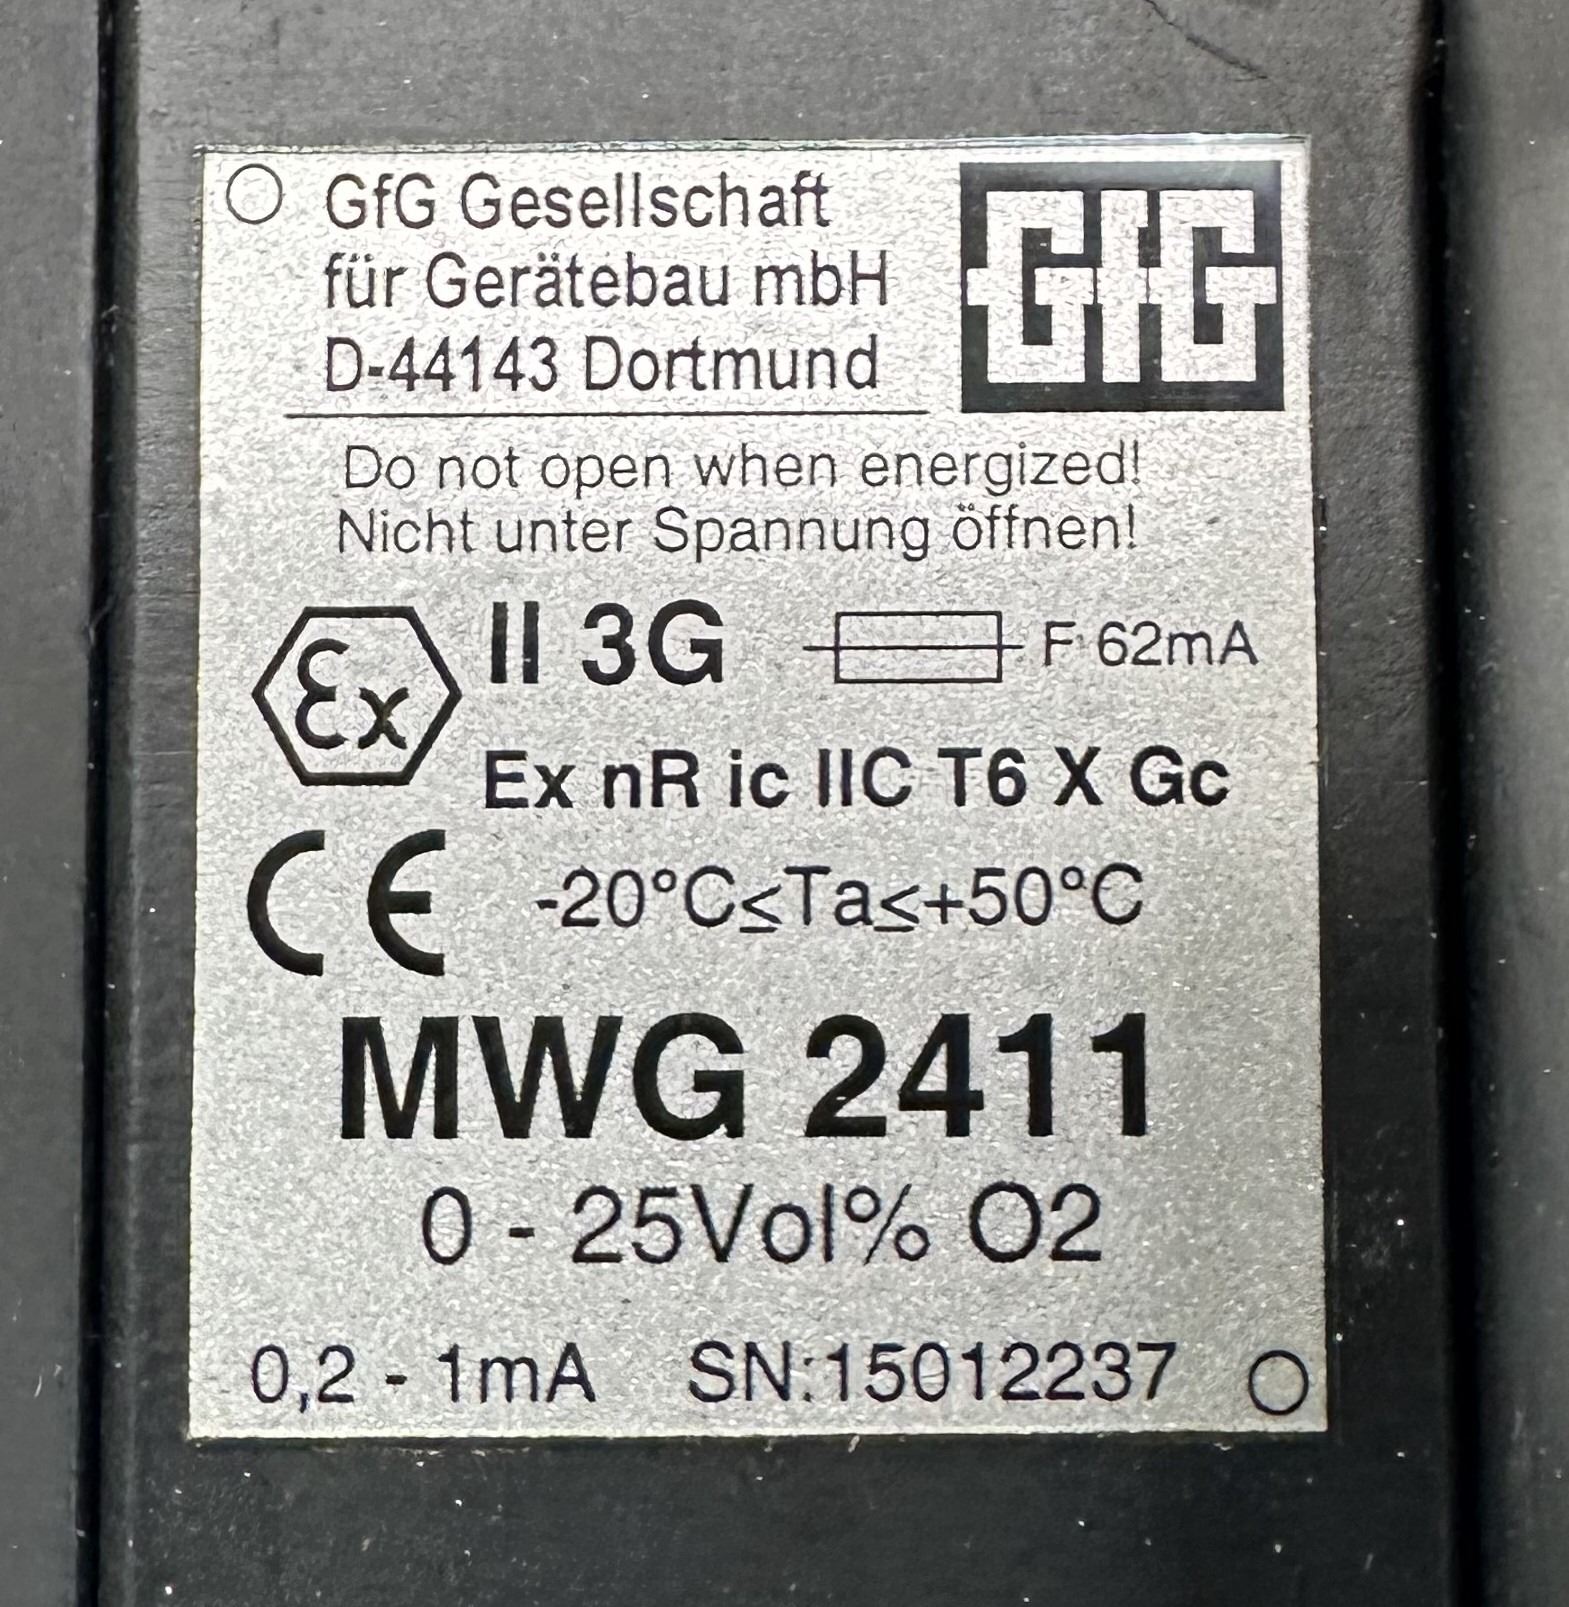 GfG Gesellschaft
für Gerätebau mbH
D-44143 Dortmund
GfG
Do not open when energized!
Nicht unter Spannung öffnen!
Ex II 3G F 62mA
Ex nR ic IIC T6 X Gc
CE -20°C≤Ta≤+50°C
MWG 2411
0 - 25Vol% O2
0,2 - 1mA SN:15012237